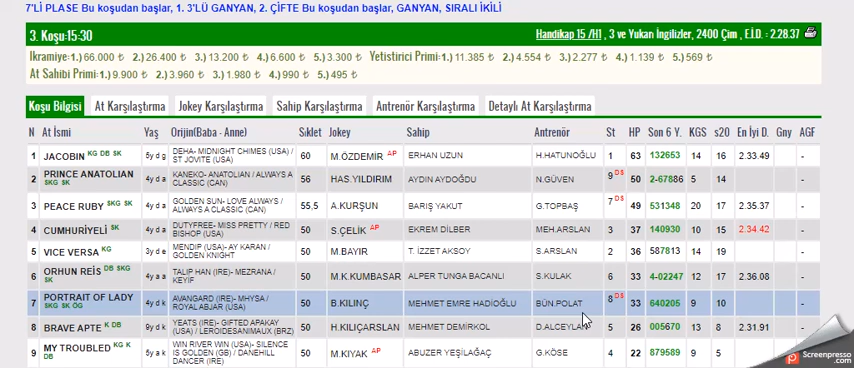 7'Lİ PLASE Bu koşudan başlar, 1. 3'LÜ GANYAN, 2. ÇİFTE Bu koşudan başlar, GANYAN, SIRALI İKİLİ
3. Koşu:15-30 Handikap 15 /H1 , 3 ve Yukarı İngilizler, 2400 Çim , E.İ.D. : 2.28.37
İkramiye:1.) 66.000 ₺ 2.) 26.400 ₺ 3.) 13.200 ₺ 4.) 6.600 ₺ 5.) 3.300 ₺ Yetistirici Primi:1.) 11.385 ₺ 2.) 4.554 ₺ 3.) 2.277 ₺ 4.) 1.139 ₺ 5.) 569 ₺
At Sahibi Primi:1.) 9.900 ₺ 2.) 3.960 ₺ 3.) 1.980 ₺ 4.) 990 ₺ 5.) 495 ₺
Koşu Bilgisi At Karşılaştırma Jokey Karşılaştırma Sahip Karşılaştırma Antrenör Karşılaştırma Detaylı At Karşılaştırma
N At İsmi Yaş Orijin(Baba - Anne) Sıklet Jokey Sahip Antrenör St HP Son 6 Y. KGS s20 En İyi D. Gny AGF
1 JACOBIN KG DB SK 5y d g DEHA- MIDNIGHT CHIMES (USA) / ST JOVITE (USA) 60 M.ÖZDEMİR AP ERHAN UZUN H.HATUNOĞLU 1 63 132653 14 16 2.33.49 -
2 PRINCE ANATOLIAN SKG SK 4y d a KANEKO- ANATOLIAN / ALWAYS A CLASSIC (CAN) 56 HAS.YILDIRIM AYDIN AYDOĞDU N.GÜVEN 9 DS 50 2-67886 5 14 -
3 PEACE RUBY SKG SK 4y d k GOLDEN SUN- LOVE ALWAYS / ALWAYS A CLASSIC (CAN) 55,5 A.KURŞUN BARIŞ YAKUT G.TOPBAŞ 7 DS 49 531348 20 17 2.35.37 -
4 CUMHURİYELİ SK 4y d a DUTYFREE- MISS PRETTY / RED BISHOP (USA) 50 S.ÇELİK AP EKREM DİLBER MEH.ARSLAN 3 37 140930 10 15 2.34.42 -
5 VICE VERSA KG 3y d e MENDIP (USA)- AY KARAN / GOLDEN KNIGHT 50 M.BAYIR T. İZZET AKSOY S.ARSLAN 2 36 587813 14 19 -
6 ORHUN REİS DB SKG SK 4y a a TALIP HAN (IRE)- MEZRANA / KEYİF 50 M.K.KUMBASAR ALPER TUNGA BACANLI S.KULAK 6 33 4-02247 12 17 2.36.08 -
7 PORTRAIT OF LADY SKG SK ÖG 4y d k AVANGARD (IRE)- MHYSA / ROYAL ABJAR (USA) 50 B.KILINÇ MEHMET EMRE HADİOĞLU BÜN.POLAT 8 DS 33 640205 9 10 -
8 BRAVE APTE K DB 9y d k YEATS (IRE)- GIFTED APAKAY (USA) / LEROIDESANIMAUX (BRZ) 50 H.KILIÇARSLAN MEHMET DEMİRKOL D.ALCEYLAN 5 26 005670 13 8 2.31.91 -
9 MY TROUBLED KG K DB 5y a k WIN RIVER WIN (USA)- SILENCE IS GOLDEN (GB) / DANEHILL DANCER (IRE) 50 M.KIYAK AP ABUZER YEŞİLAĞAÇ G.KÖSE 4 22 879589 9 5 -
Screenpresso
.com